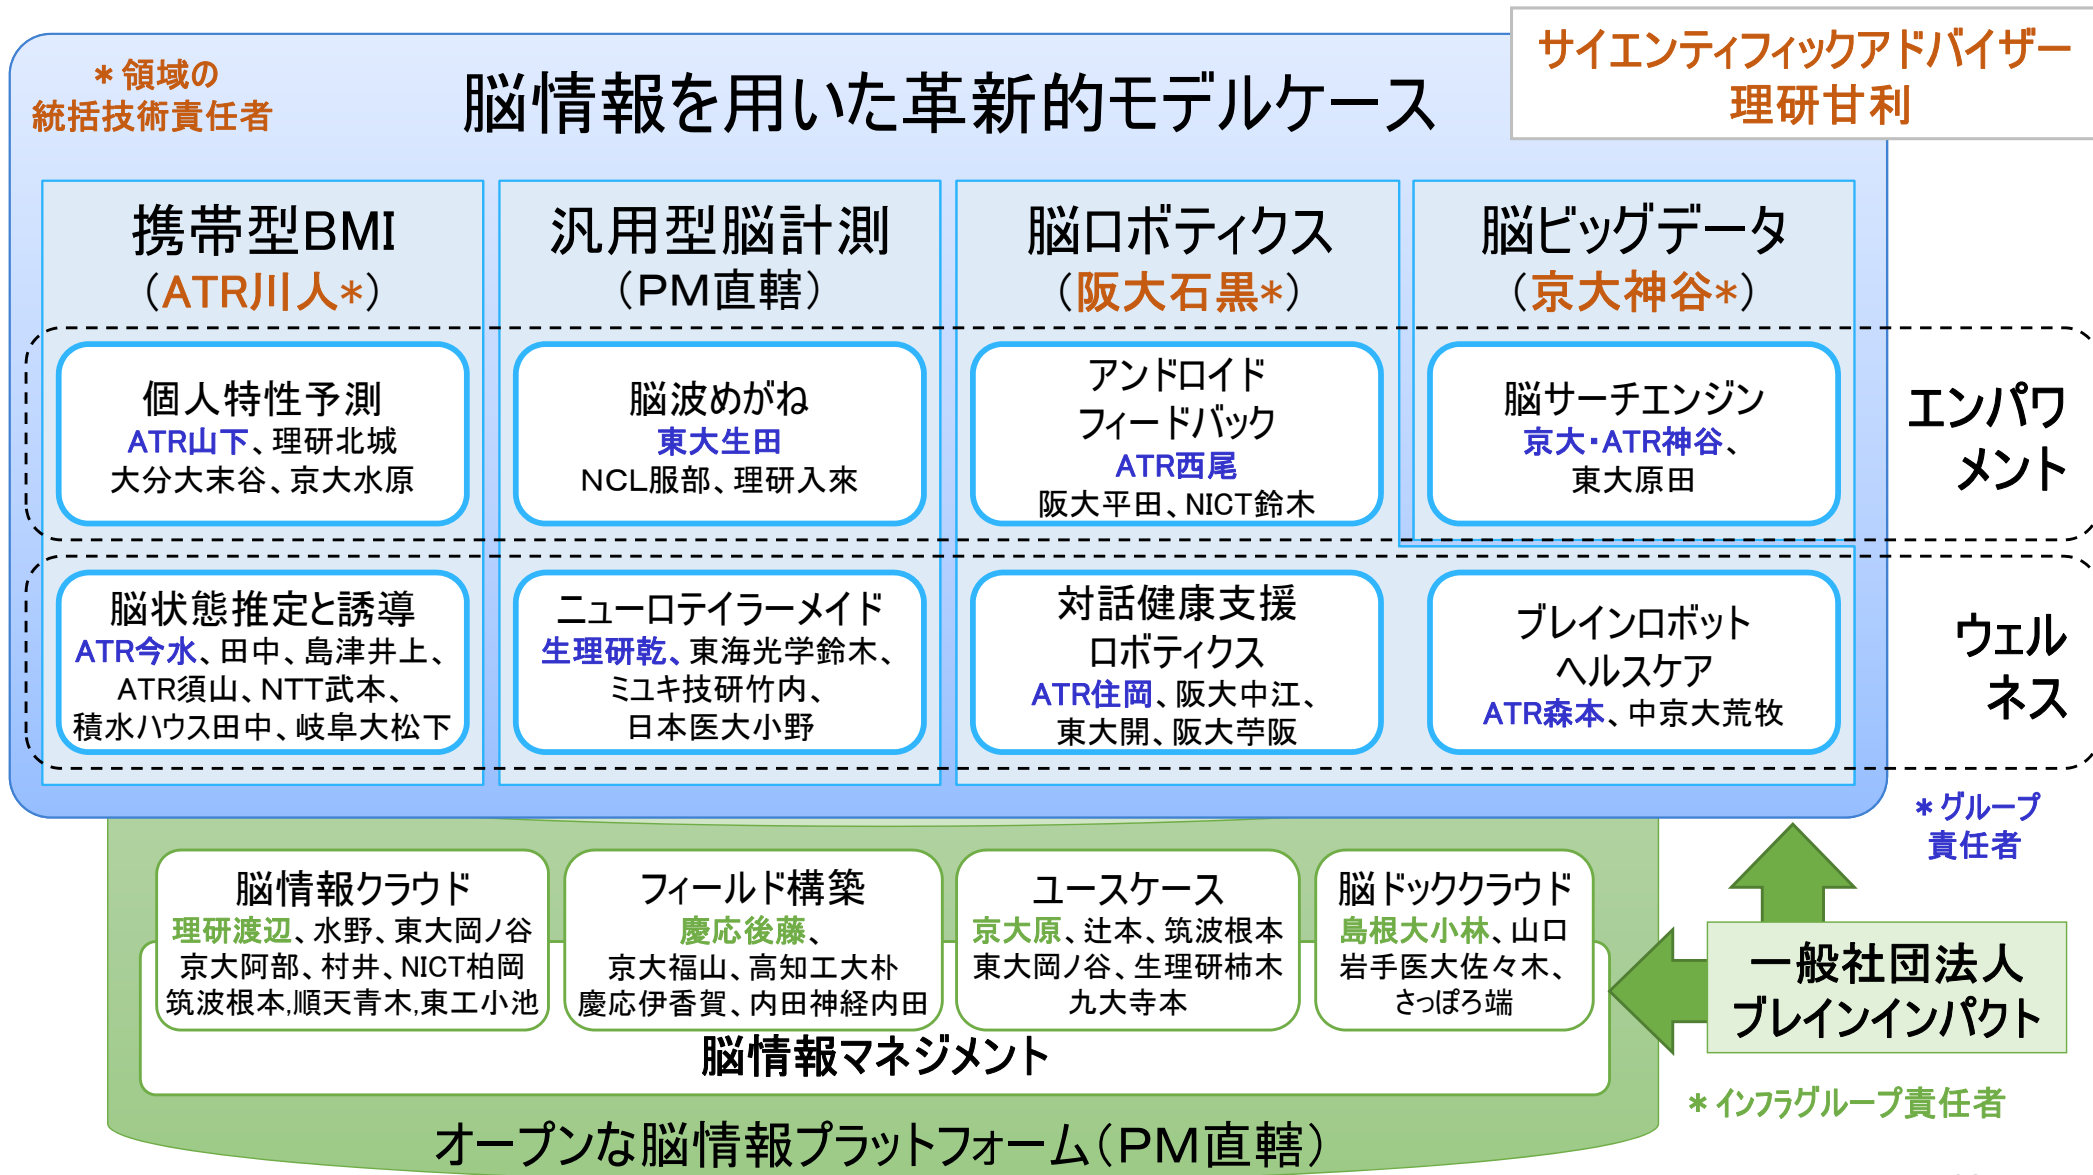 サイエンティフィックアドバイザー
理研甘利
＊領域の
統括技術責任者
脳情報を用いた革新的モデルケース
携帯型BMI
（ATR川人＊）
汎用型脳計測
（PM直轄）
脳ロボティクス
（阪大石黒＊）
脳ビッグデータ
（京大神谷＊）
個人特性予測
ATR山下、理研北城
大分大末谷、京大水原
脳波めがね
東大生田
NCL服部、理研入來
アンドロイド
フィードバック
ATR西尾
阪大平田、NICT鈴木
脳サーチエンジン
京大・ATR神谷、
東大原田
エンパワ
メント
脳状態推定と誘導
ATR今水、田中、島津井上、
ATR須山、NTT武本、
積水ハウス田中、岐阜大松下
ニューロテイラーメイド
生理研乾、東海光学鈴木、
ミユキ技研竹内、
日本医大小野
対話健康支援
ロボティクス
ATR住岡、阪大中江、
東大開、阪大苧阪
ブレインロボット
ヘルスケア
ATR森本、中京大荒牧
ウェル
ネス
＊グループ
責任者
脳情報クラウド
理研渡辺、水野、東大岡ノ谷
京大阿部、村井、NICT柏岡
筑波根本,順天青木,東工小池
フィールド構築
慶応後藤、
京大福山、高知工大朴
慶応伊香賀、内田神経内田
ユースケース
京大原、辻本、筑波根本
東大岡ノ谷、生理研柿木
九大寺本
脳ドッククラウド
島根大小林、山口
岩手医大佐々木、
さっぽろ端
脳情報マネジメント
一般社団法人
ブレインインパクト
＊インフラグループ責任者
オープンな脳情報プラットフォーム（PM直轄）